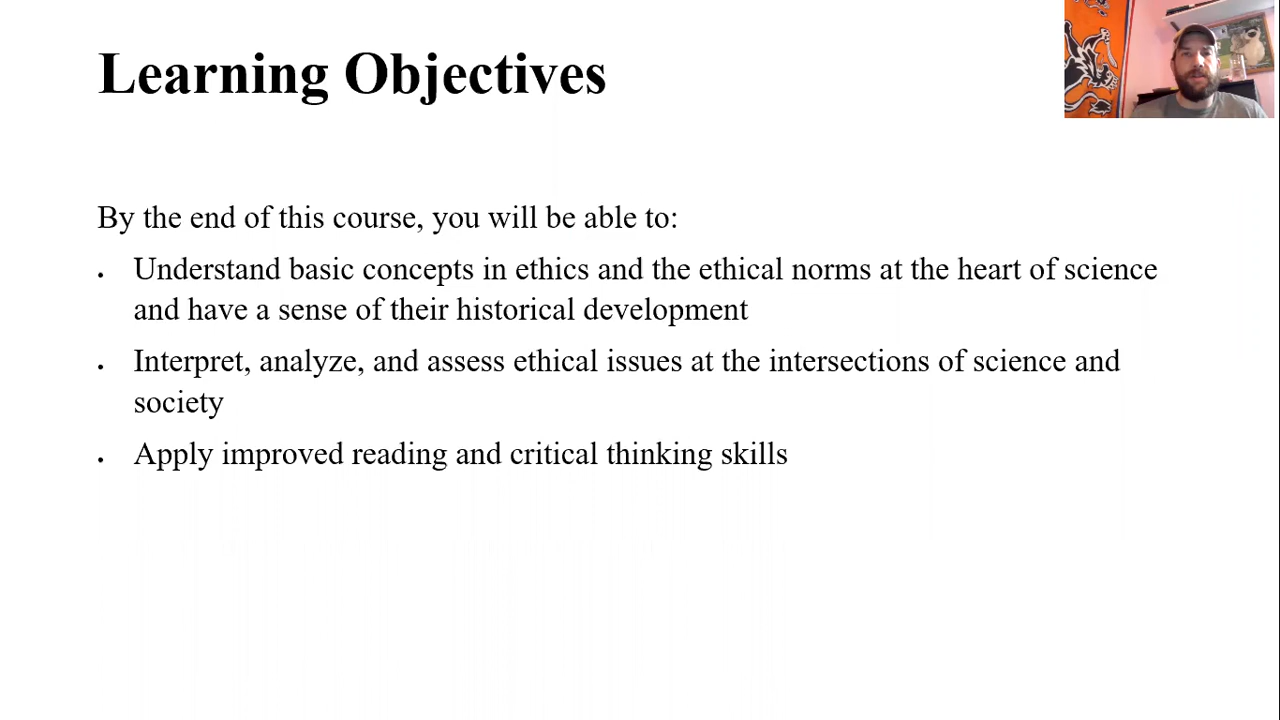 Learning Objectives
By the end of this course, you will be able to:
• Understand basic concepts in ethics and the ethical norms at the heart of science
and have a sense of their historical development
• Interpret, analyze, and assess ethical issues at the intersections of science and
society
• Apply improved reading and critical thinking skills